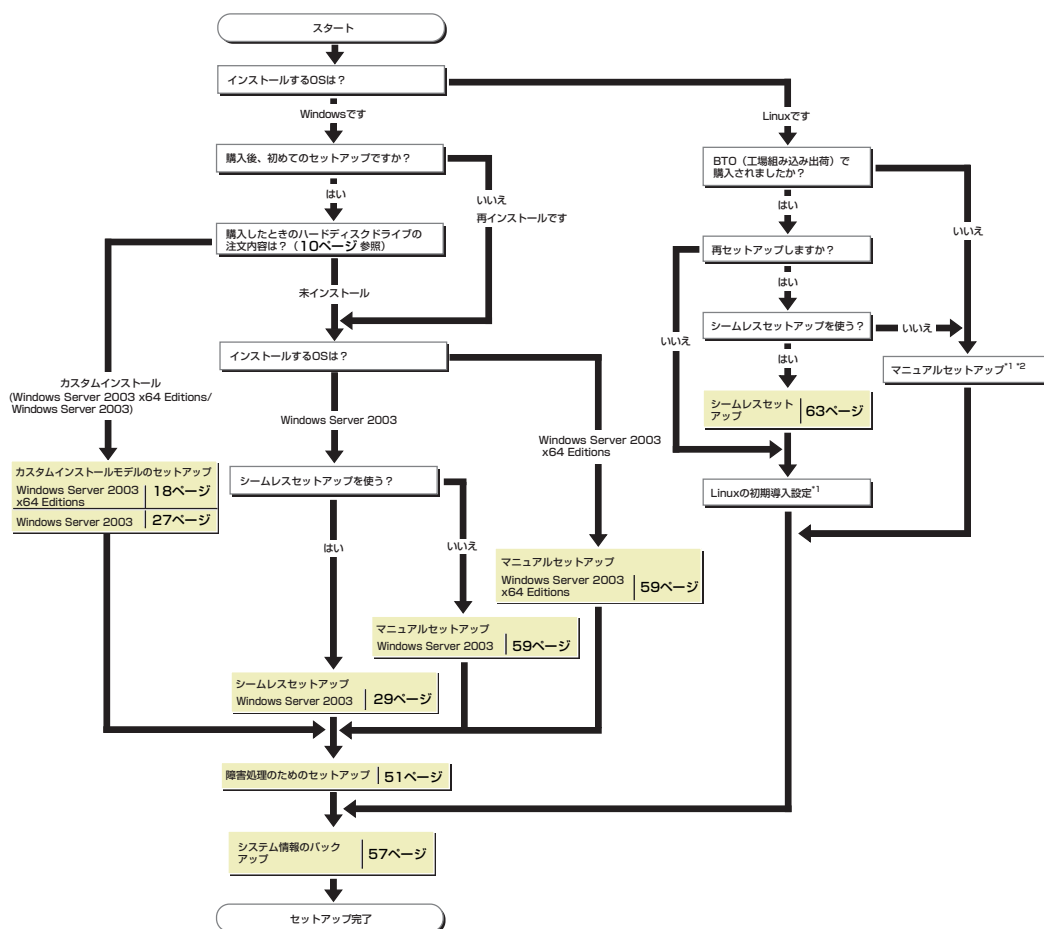 スタート
インストールするOSは？
Windowsです
Linuxです
購入後、初めてのセットアップですか？
はい
いいえ
再インストールです
購入したときのハードディスクドライブの
注文内容は？（10ページ 参照）
未インストール
カスタムインストール
(Windows Server 2003 x64 Editions/
Windows Server 2003)
カスタムインストールモデルのセットアップ
Windows Server 2003
x64 Editions
18ページ
Windows Server 2003
27ページ
インストールするOSは？
Windows Server 2003
Windows Server 2003
x64 Editions
シームレスセットアップを使う？
はい
いいえ
マニュアルセットアップ
Windows Server 2003
x64 Editions
59ページ
マニュアルセットアップ
Windows Server 2003
59ページ
シームレスセットアップ
Windows Server 2003
29ページ
障害処理のためのセットアップ
51ページ
システム情報のバック
アップ
57ページ
セットアップ完了
BTO（工場組み込み出荷）で
購入されましたか？
はい
いいえ
再セットアップしますか？
はい
いいえ
シームレスセットアップを使う？
いいえ
はい
マニュアルセットアップ*1 *2
シームレスセット
アップ
63ページ
Linuxの初期導入設定*1